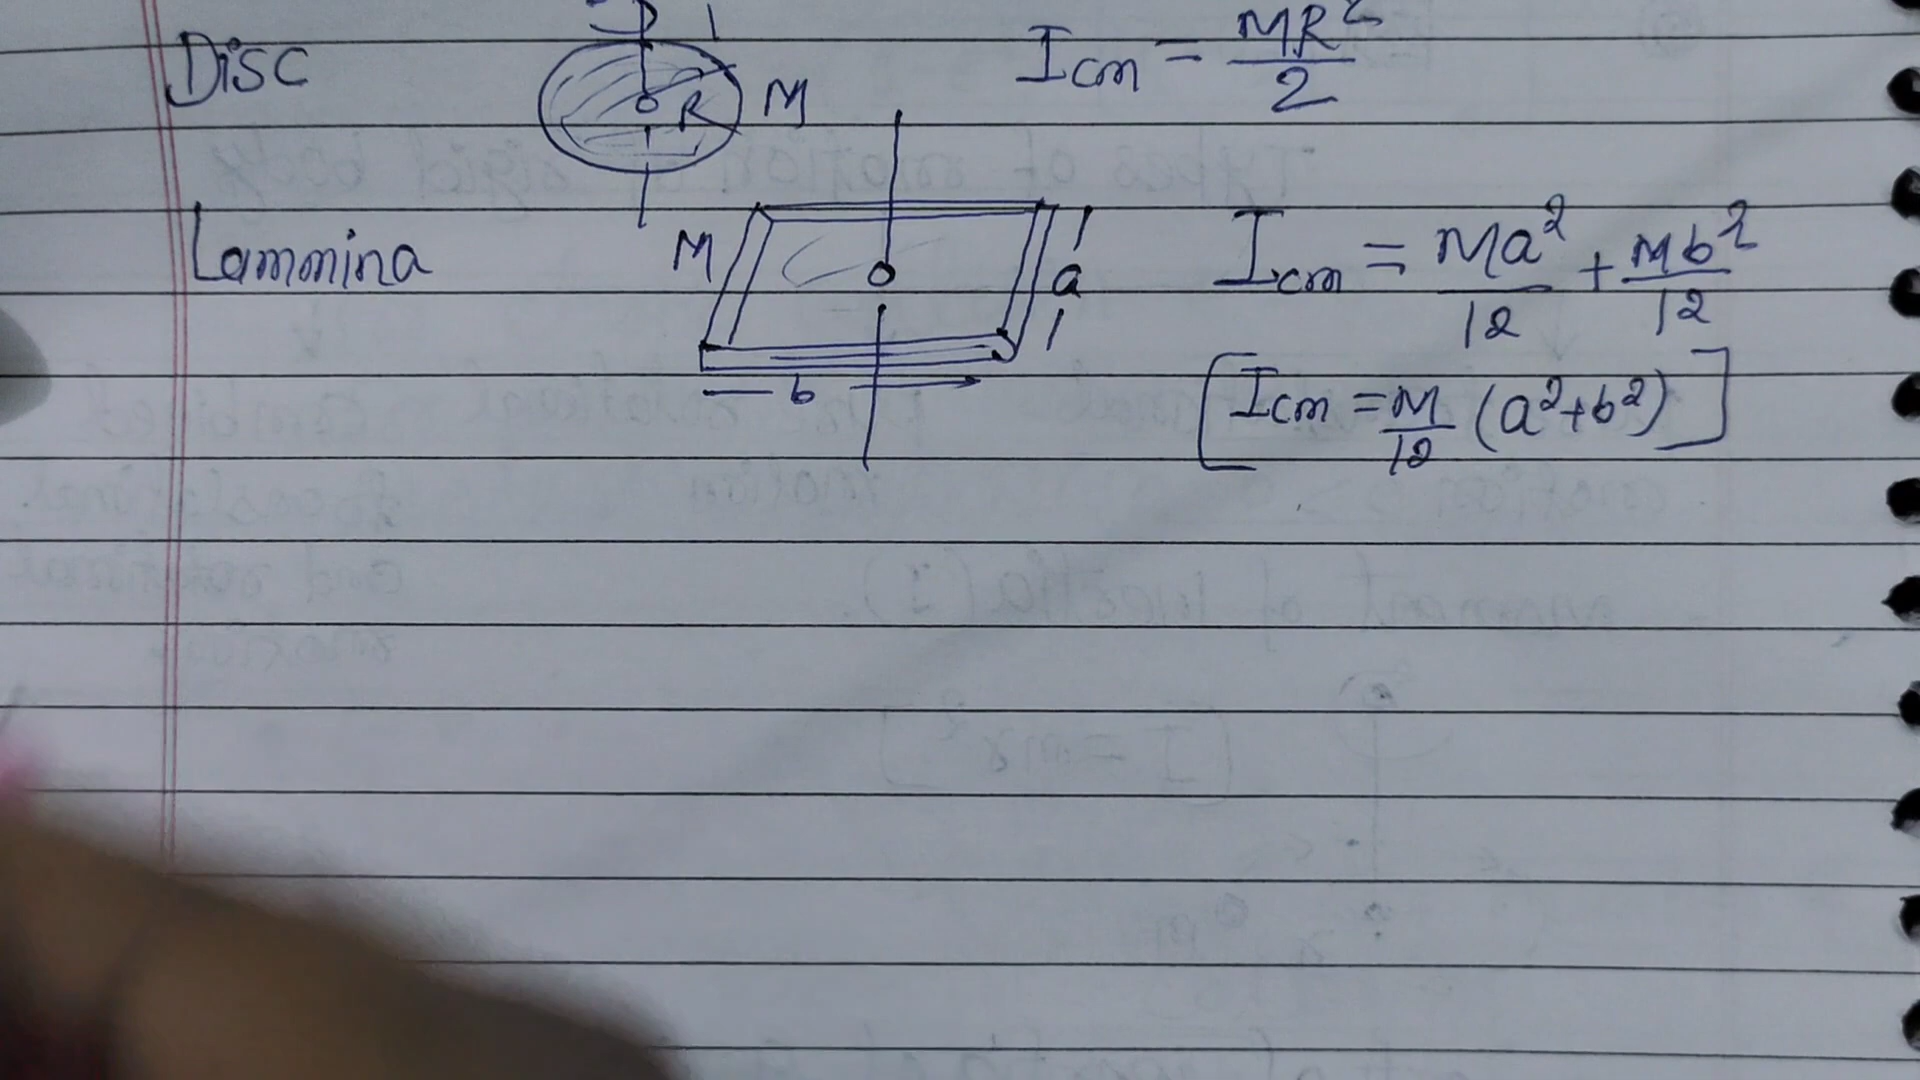 Disc R M Icm = MR²/2
Lammina M a b Icm = Ma²/12 + Mb²/12
[Icm = M/12 (a²+b²)]